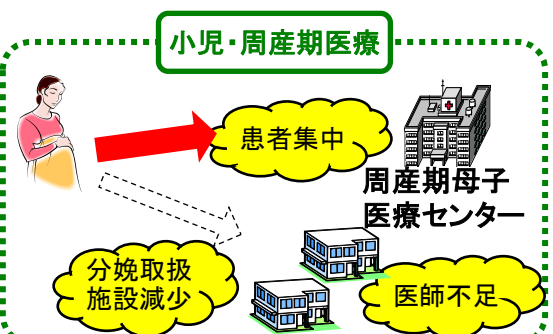 小児・周産期医療
患者集中
周産期母子
医療センター
分娩取扱
施設減少
医師不足